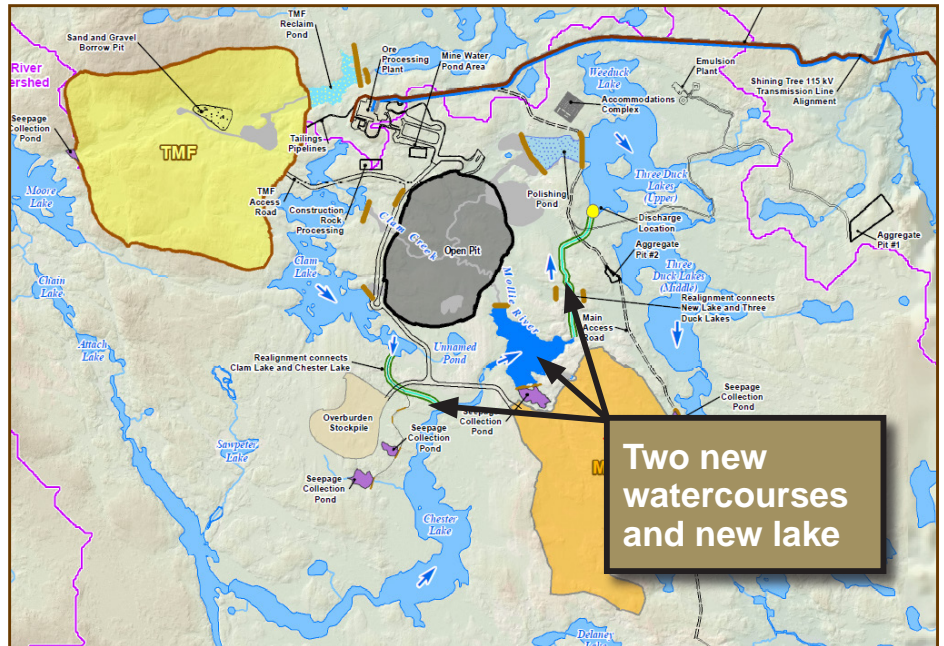 TMF
Reclaim
Pond
Sand and Gravel
Borrow Pit
Ore
Processing
Plant
Mine Water
Pond Area
Weeduck
Lake
Emulsion
Plant
Shining Tree 115 kV
Transmission Line
Alignment
River
ershed
Accommodations
Complex
Seepage
Collection
Pond
TMF
Tailings
Pipelines
Moore
Lake
TMF
Access
Road
Construction
Rock
Processing
Polishing
Pond
Three Duck
Lakes
(Upper)
Discharge
Location
Clam Creek
Open Pit
Aggregate
Pit #1
Aggregate
Pit #2
Clam
Lake
Chain
Lake
Mollie River
Three
Duck Lakes
(Middle)
Realignment connects
New Lake and Three
Duck Lakes
Main
Access
Road
Attach
Lake
Unnamed
Pond
Realignment connects
Clam Lake and Chester Lake
Seepage
Collection
Pond
Overburden
Stockpile
Seepage
Collection
Pond
Seepage
Collection
Pond
Sawpeter
Lake
Seepage
Collection
Pond
M
Two new
watercourses
and new lake
Chester
Lake
Delaney
Lake